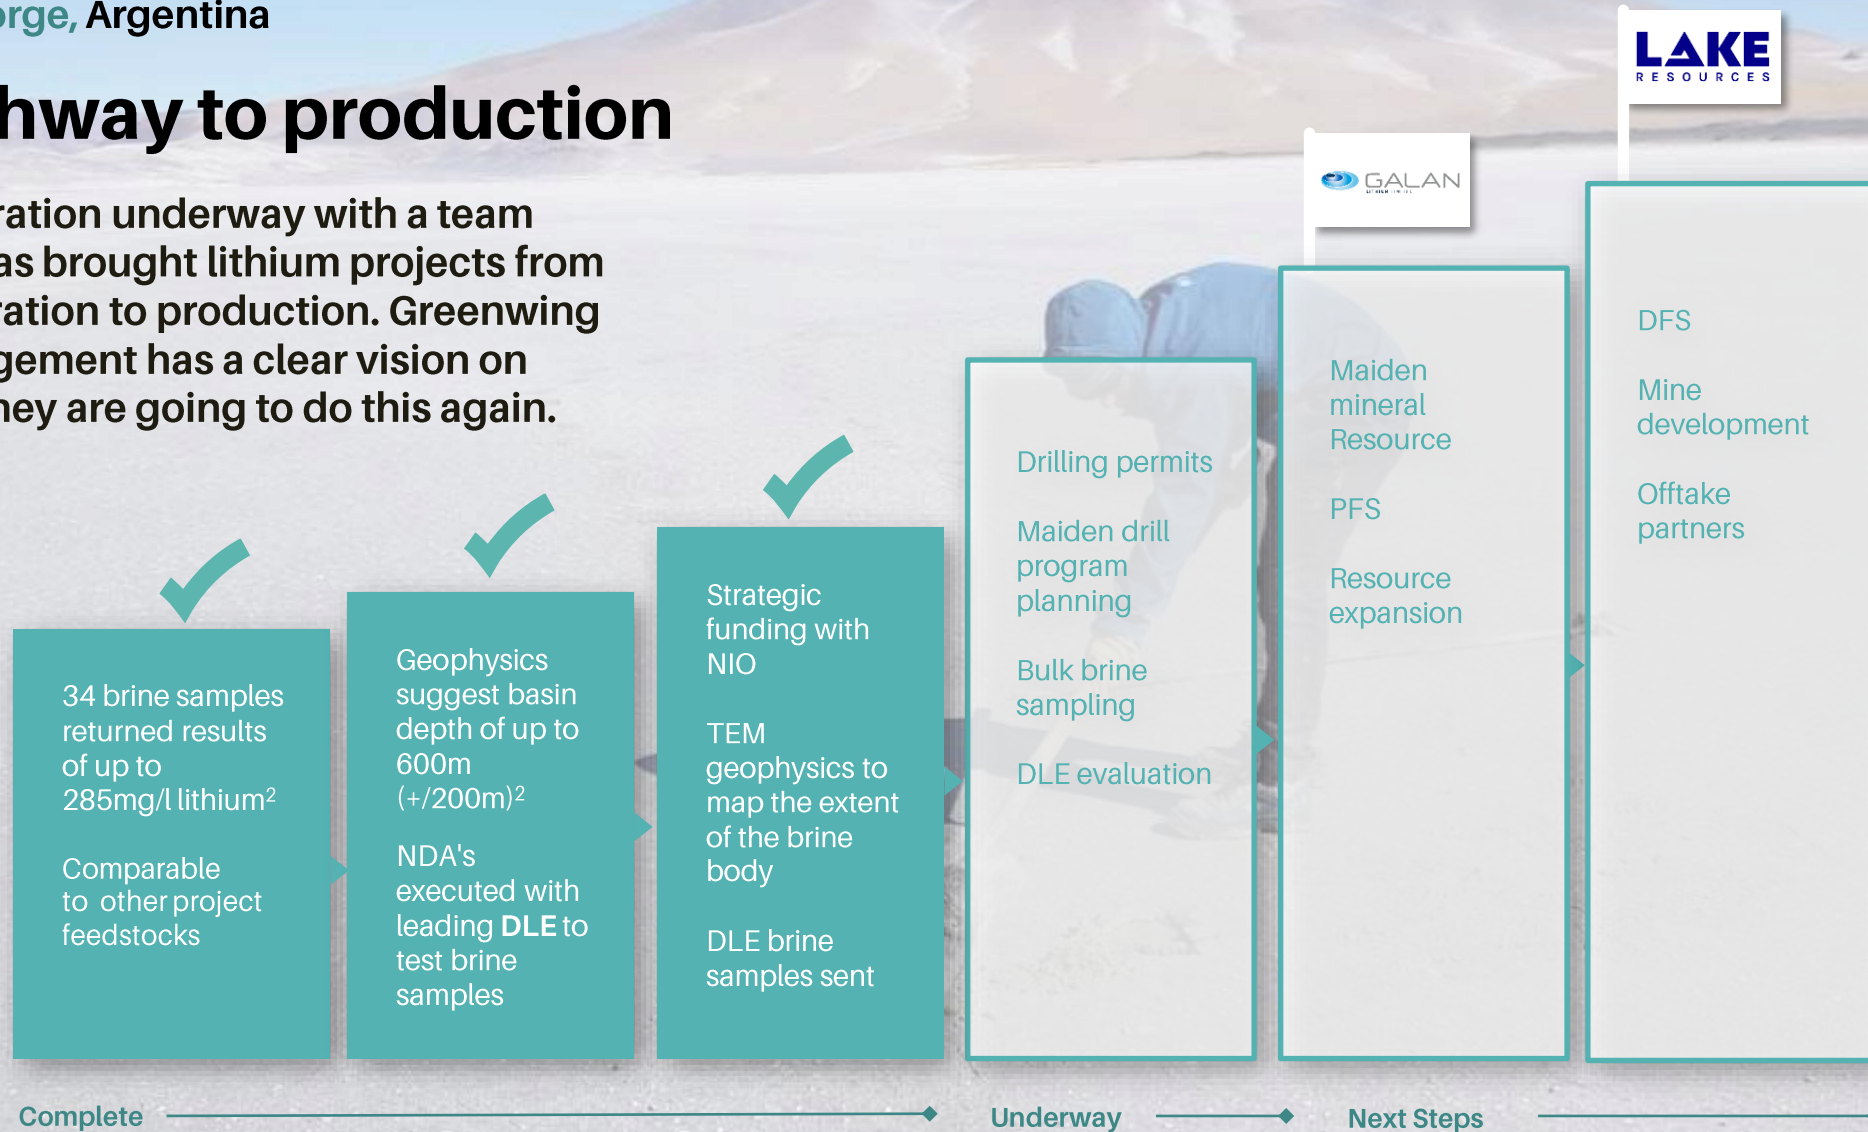 orge, Argentina
hway to production
ration underway with a team
as brought lithium projects from
ration to production. Greenwing
gement has a clear vision on
hey are going to do this again.
LAKE
RESOURCES
GALAN
LITHIUM LIMITED
34 brine samples
returned results
of up to
285mg/l lithium²
Comparable
to other project
feedstocks
Geophysics
suggest basin
depth of up to
600m
(+/200m)²
NDA's
executed with
leading DLE to
test brine
samples
Strategic
funding with
NIO
TEM
geophysics to
map the extent
of the brine
body
DLE brine
samples sent
Drilling permits
Maiden drill
program
planning
Bulk brine
sampling
DLE evaluation
Maiden
mineral
Resource
PFS
Resource
expansion
DFS
Mine
development
Offtake
partners
Complete
Underway
Next Steps